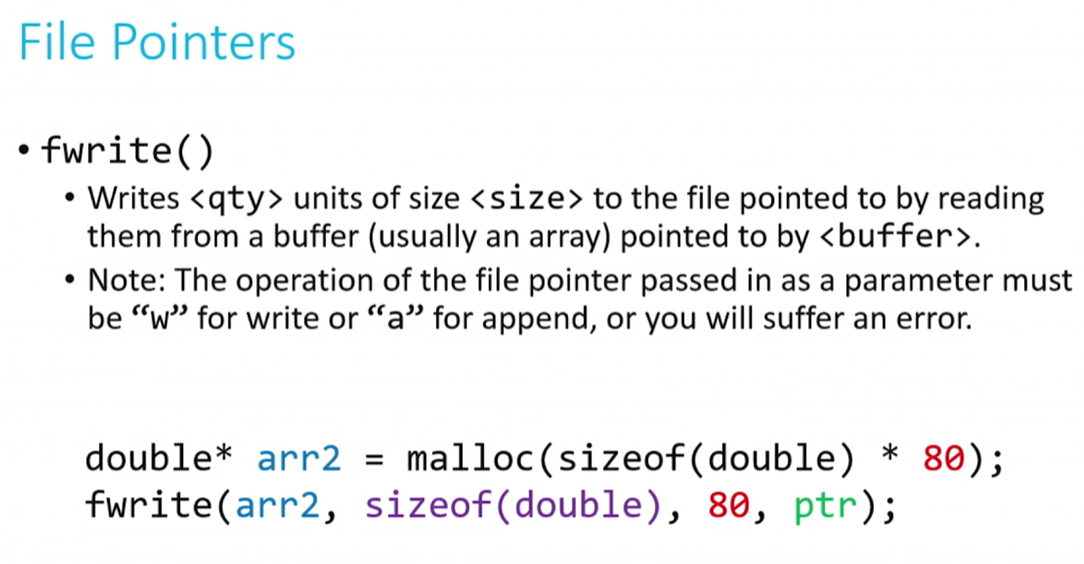 File Pointers
• fwrite()
• Writes <qty> units of size <size> to the file pointed to by reading
them from a buffer (usually an array) pointed to by <buffer>.
• Note: The operation of the file pointer passed in as a parameter must
be “w” for write or “a” for append, or you will suffer an error.
double* arr2 = malloc(sizeof(double) * 80);
fwrite(arr2, sizeof(double), 80, ptr);